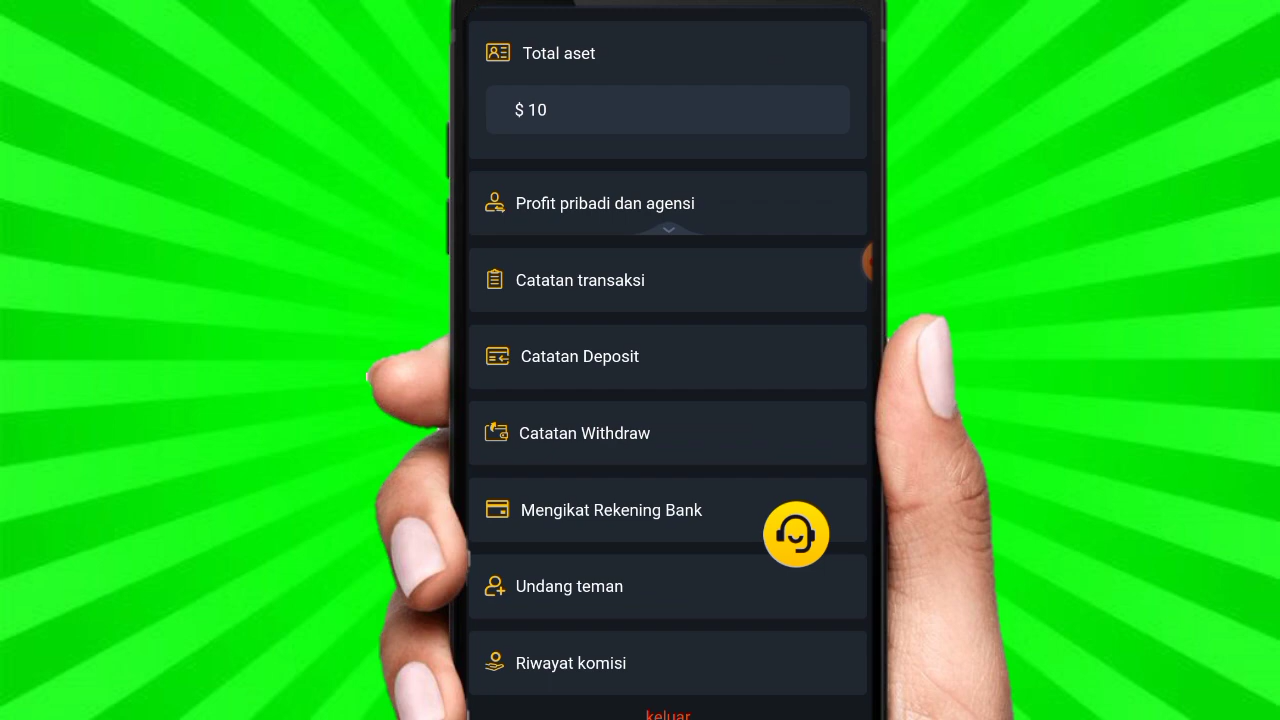 Total aset
$ 10
Profit pribadi dan agensi
Catatan transaksi
Catatan Deposit
Catatan Withdraw
Mengikat Rekening Bank
Undang teman
Riwayat komisi
keluar